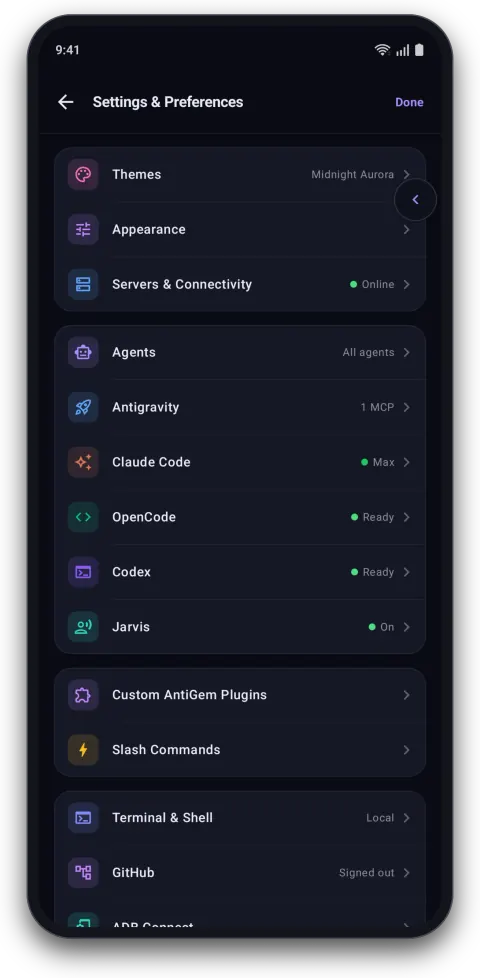 9:41
Settings & Preferences
Done
Themes Midnight Aurora
Appearance
Servers & Connectivity Online
Agents All agents
Antigravity 1 MCP
Claude Code Max
OpenCode Ready
Codex Ready
Jarvis On
Custom AntiGem Plugins
Slash Commands
Terminal & Shell Local
GitHub Signed out
ADB Connect